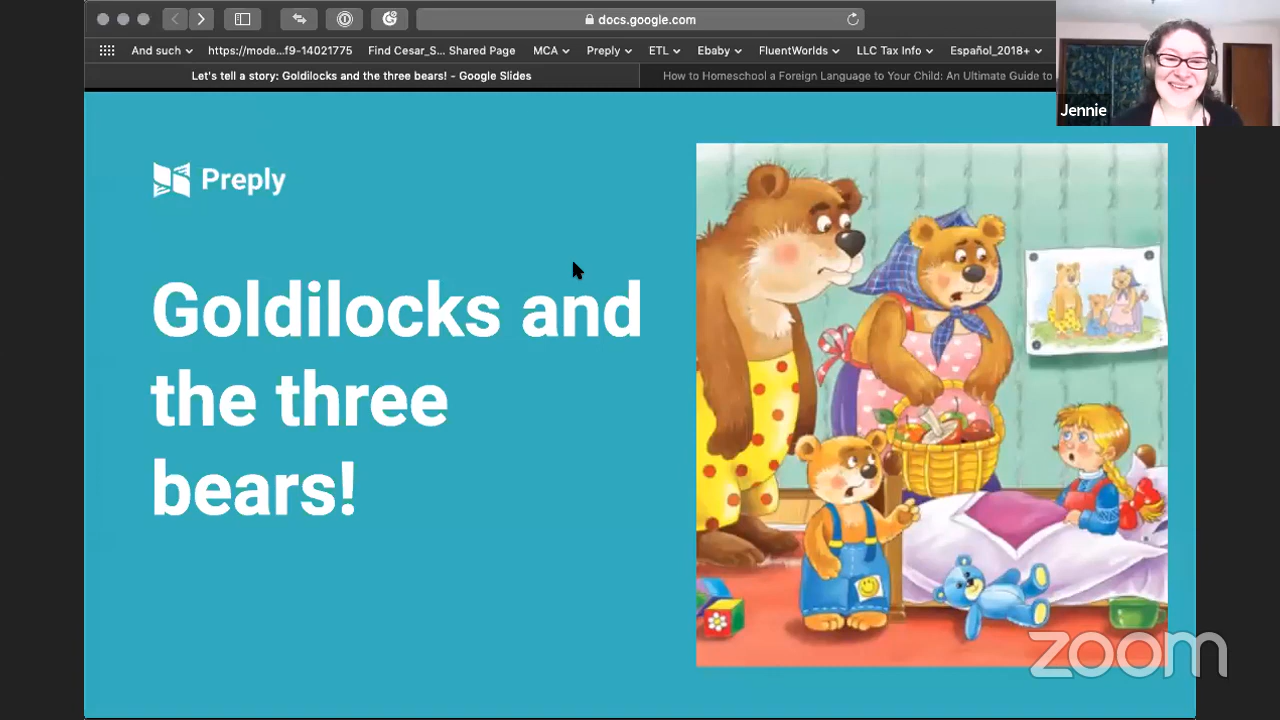 docs.google.com
And such
https://mode...f9-14021775
Find Cesar_S... Shared Page
MCA
Preply
ETL
Ebaby
FluentWorlds
LLC Tax Info
Español_2018+
Let's tell a story: Goldilocks and the three bears! - Google Slides
How to Homeschool a Foreign Language to Your Child: An Ultimate Guide to
Jennie
Preply
Goldilocks and
the three
bears!
zoom